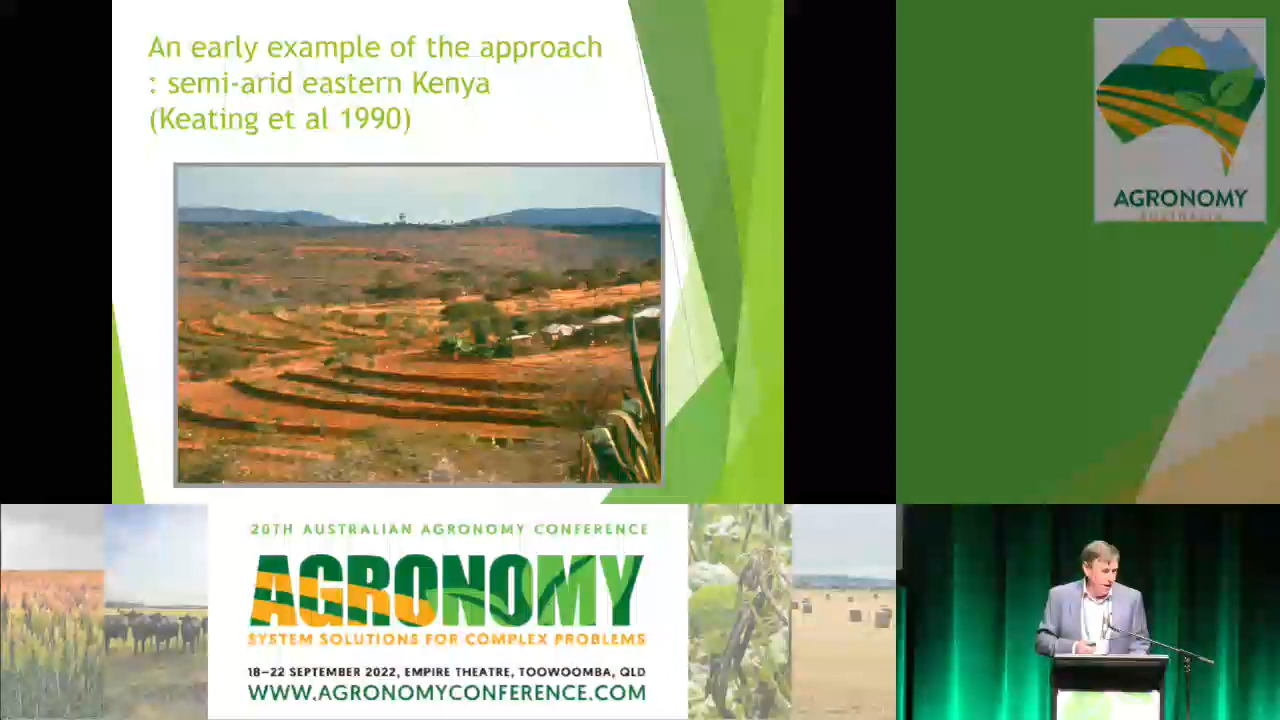 An early example of the approach
: semi-arid eastern Kenya
(Keating et al 1990)
AGRONOMY
AUSTRALIA
20TH AUSTRALIAN AGRONOMY CONFERENCE
AGRONOMY
SYSTEM SOLUTIONS FOR COMPLEX PROBLEMS
18–22 SEPTEMBER 2022, EMPIRE THEATRE, TOOWOOMBA, QLD
WWW.AGRONOMYCONFERENCE.COM